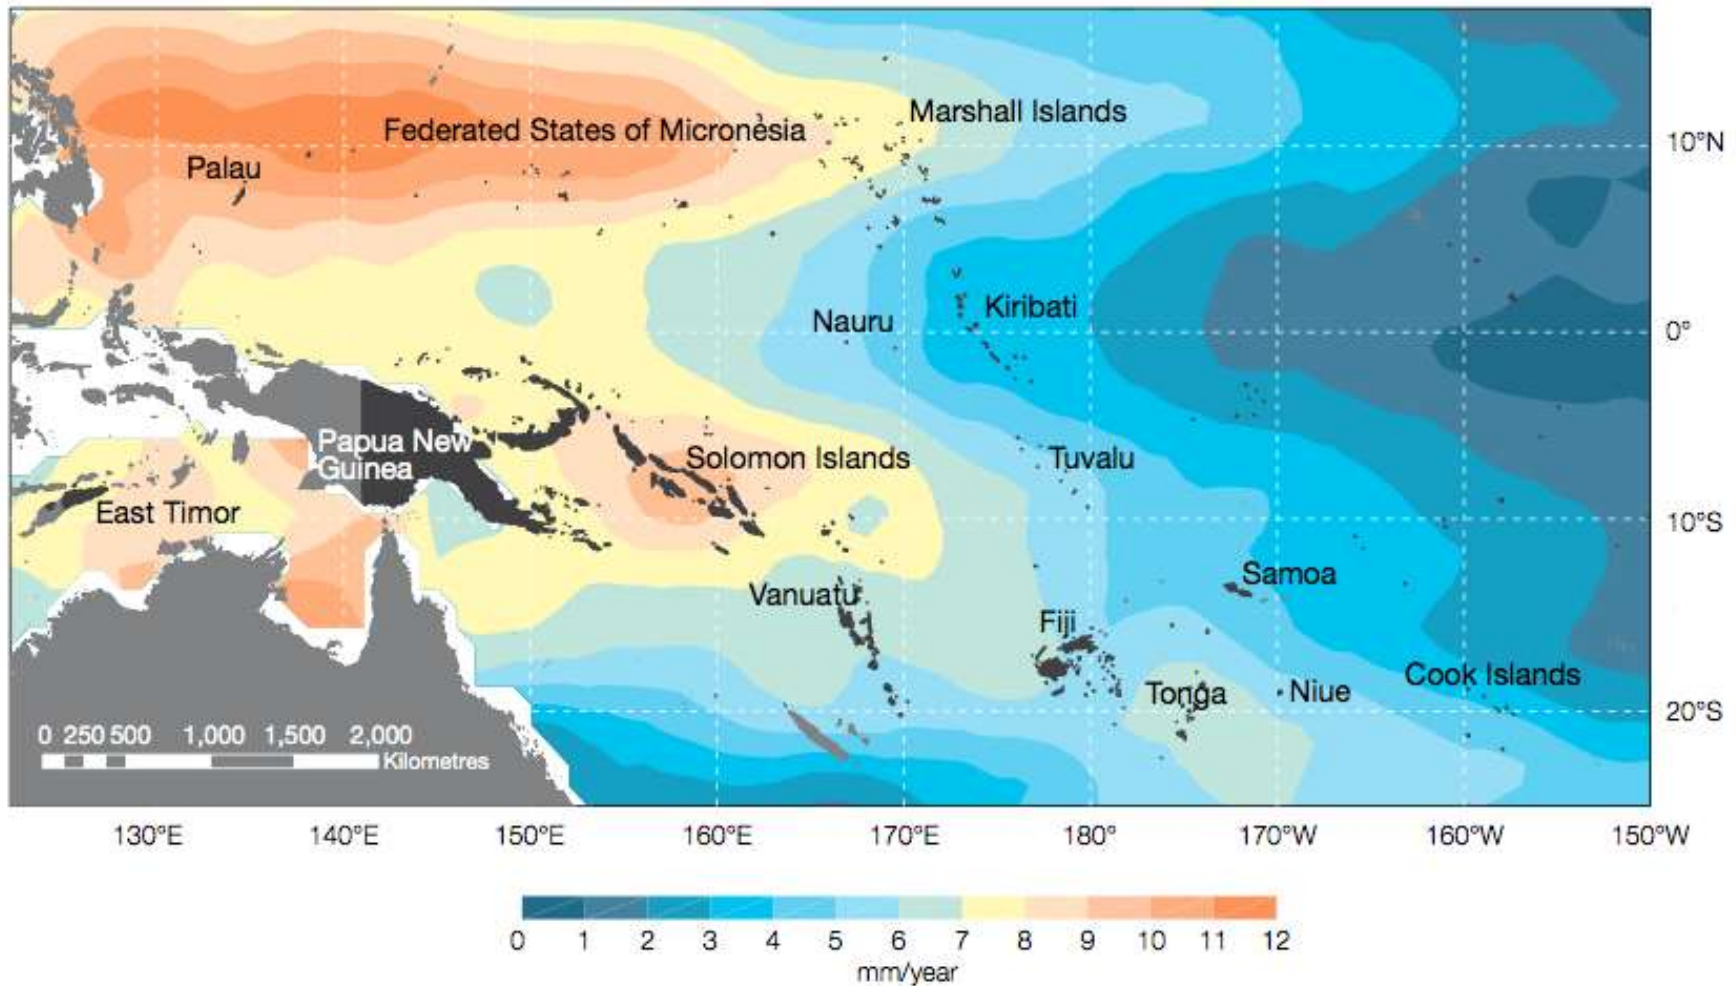 Marshall Islands
Federated States of Micronesia
10°N
Palau
Kiribati
Nauru
0°
Papua New
Guinea
Solomon Islands
Tuvalu
East Timor
10°S
Samoa
Vanuatu
Fiji
Cook Islands
Tonga
Niue
20°S
0 250 500 1,000 1,500 2,000
Kilometres
130°E 140°E 150°E 160°E 170°E 180° 170°W 160°W 150°W
0 1 2 3 4 5 6 7 8 9 10 11 12
mm/year